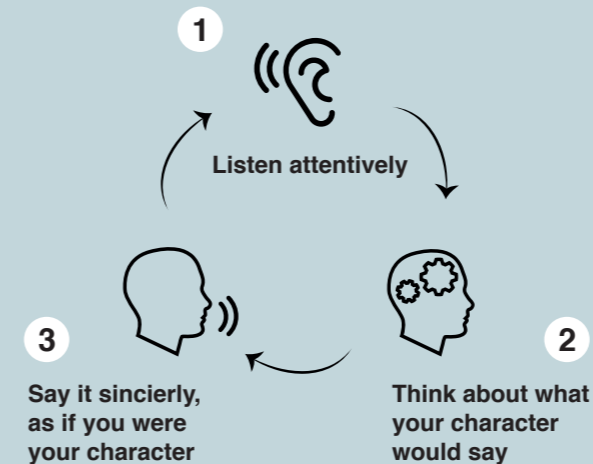 1
Listen attentively
2
Think about what
your character
would say
3
Say it sincierly,
as if you were
your character